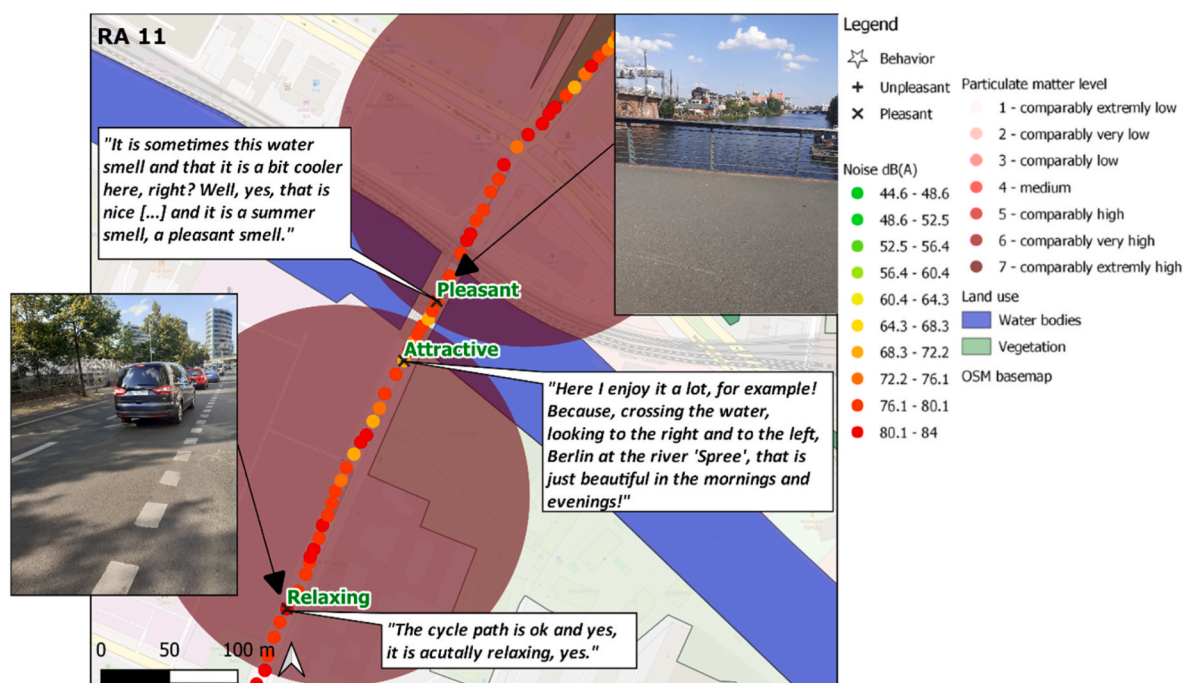 RA 11
"It is sometimes this water
smell and that it is a bit cooler
here, right? Well, yes, that is
nice [...] and it is a summer
smell, a pleasant smell."
Pleasant
Attractive
"Here I enjoy it a lot, for example!
Because, crossing the water,
looking to the right and to the left,
Berlin at the river 'Spree', that is
just beautiful in the mornings and
evenings!"
Relaxing
"The cycle path is ok and yes,
it is acutally relaxing, yes."
0 50 100 m
Legend
Behavior
Unpleasant
Pleasant
Noise dB(A)
44.6 - 48.6
48.6 - 52.5
52.5 - 56.4
56.4 - 60.4
60.4 - 64.3
64.3 - 68.3
68.3 - 72.2
72.2 - 76.1
76.1 - 80.1
80.1 - 84
Particulate matter level
1 - comparably extremly low
2 - comparably very low
3 - comparably low
4 - medium
5 - comparably high
6 - comparably very high
7 - comparably extremly high
Land use
Water bodies
Vegetation
OSM basemap